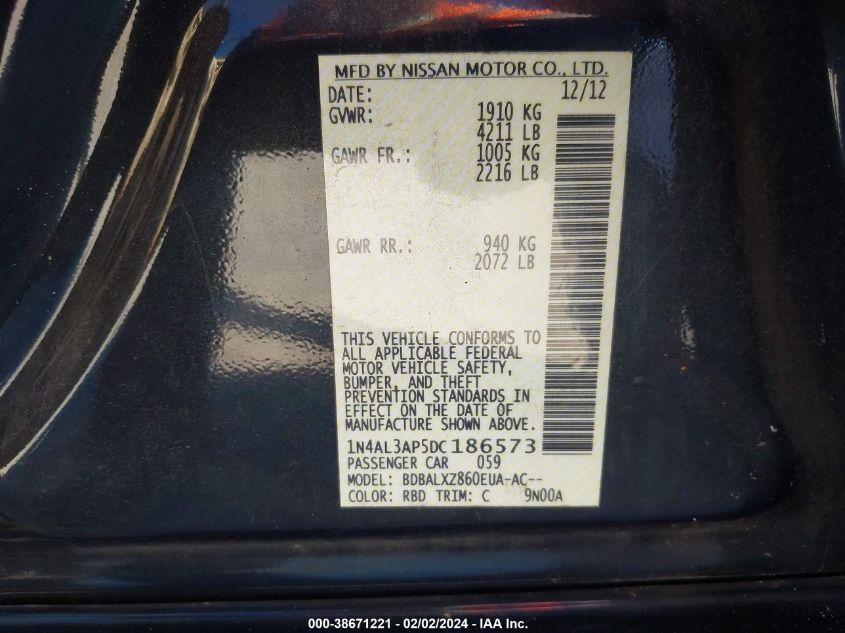 MFD BY NISSAN MOTOR CO., LTD.
DATE: 12/12
GVWR: 1910 KG
4211 LB
GAWR FR.: 1005 KG
2216 LB
GAWR RR.: 940 KG
2072 LB
THIS VEHICLE CONFORMS TO
ALL APPLICABLE FEDERAL
MOTOR VEHICLE SAFETY,
BUMPER, AND THEFT
PREVENTION STANDARDS IN
EFFECT ON THE DATE OF
MANUFACTURE SHOWN ABOVE.
1N4AL3AP5DC186573
PASSENGER CAR 059
MODEL: BDBALXZ860EUA-AC--
COLOR: RBD TRIM: C 9N00A
000-38671221 - 02/02/2024 - IAA Inc.